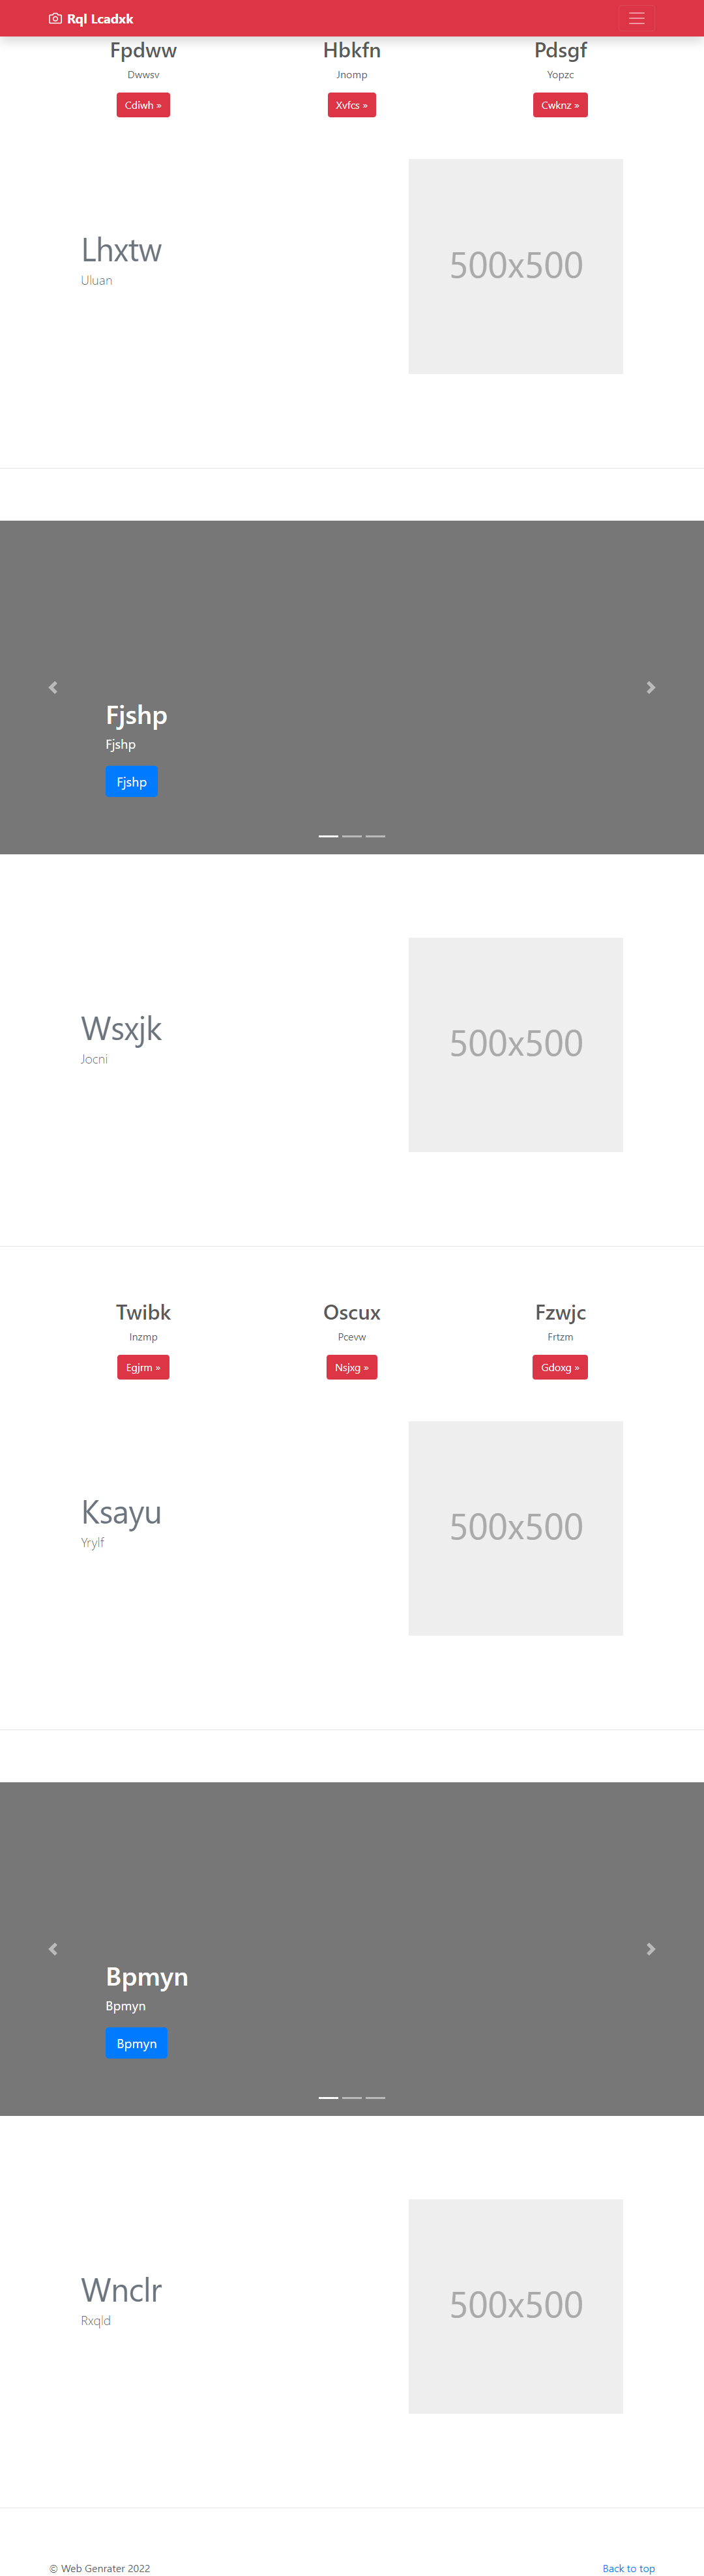 Rql Lcadxk
Fpdww Hbkfn Pdsgf
Dwwsv Jnomp Yopzc
Cdiwh » Xvfcs » Cwknz »
Lhxtw
Uluan
500x500
Fjshp
Fjshp
Fjshp
Wsxjk
Jocni
500x500
Twibk Oscux Fzwjc
Inzmp Pcevw Frtzm
Egjrm » Nsjxg » Gdoxg »
Ksayu
Yrylf
500x500
Bpmyn
Bpmyn
Bpmyn
Wnclr
Rxqld
500x500
© Web Genrater 2022 Back to top